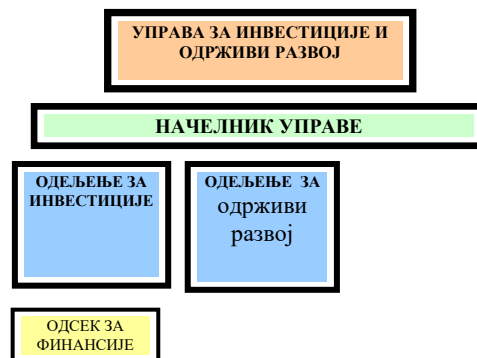 УПРАВА ЗА ИНВЕСТИЦИЈЕ И
ОДРЖИВИ РАЗВОЈ
НАЧЕЛНИК УПРАВЕ
ОДЕЉЕЊЕ ЗА
ИНВЕСТИЦИЈЕ
ОДЕЉЕЊЕ ЗА
одрживи
развој
ОДСЕК ЗА
ФИНАНСИЈЕ